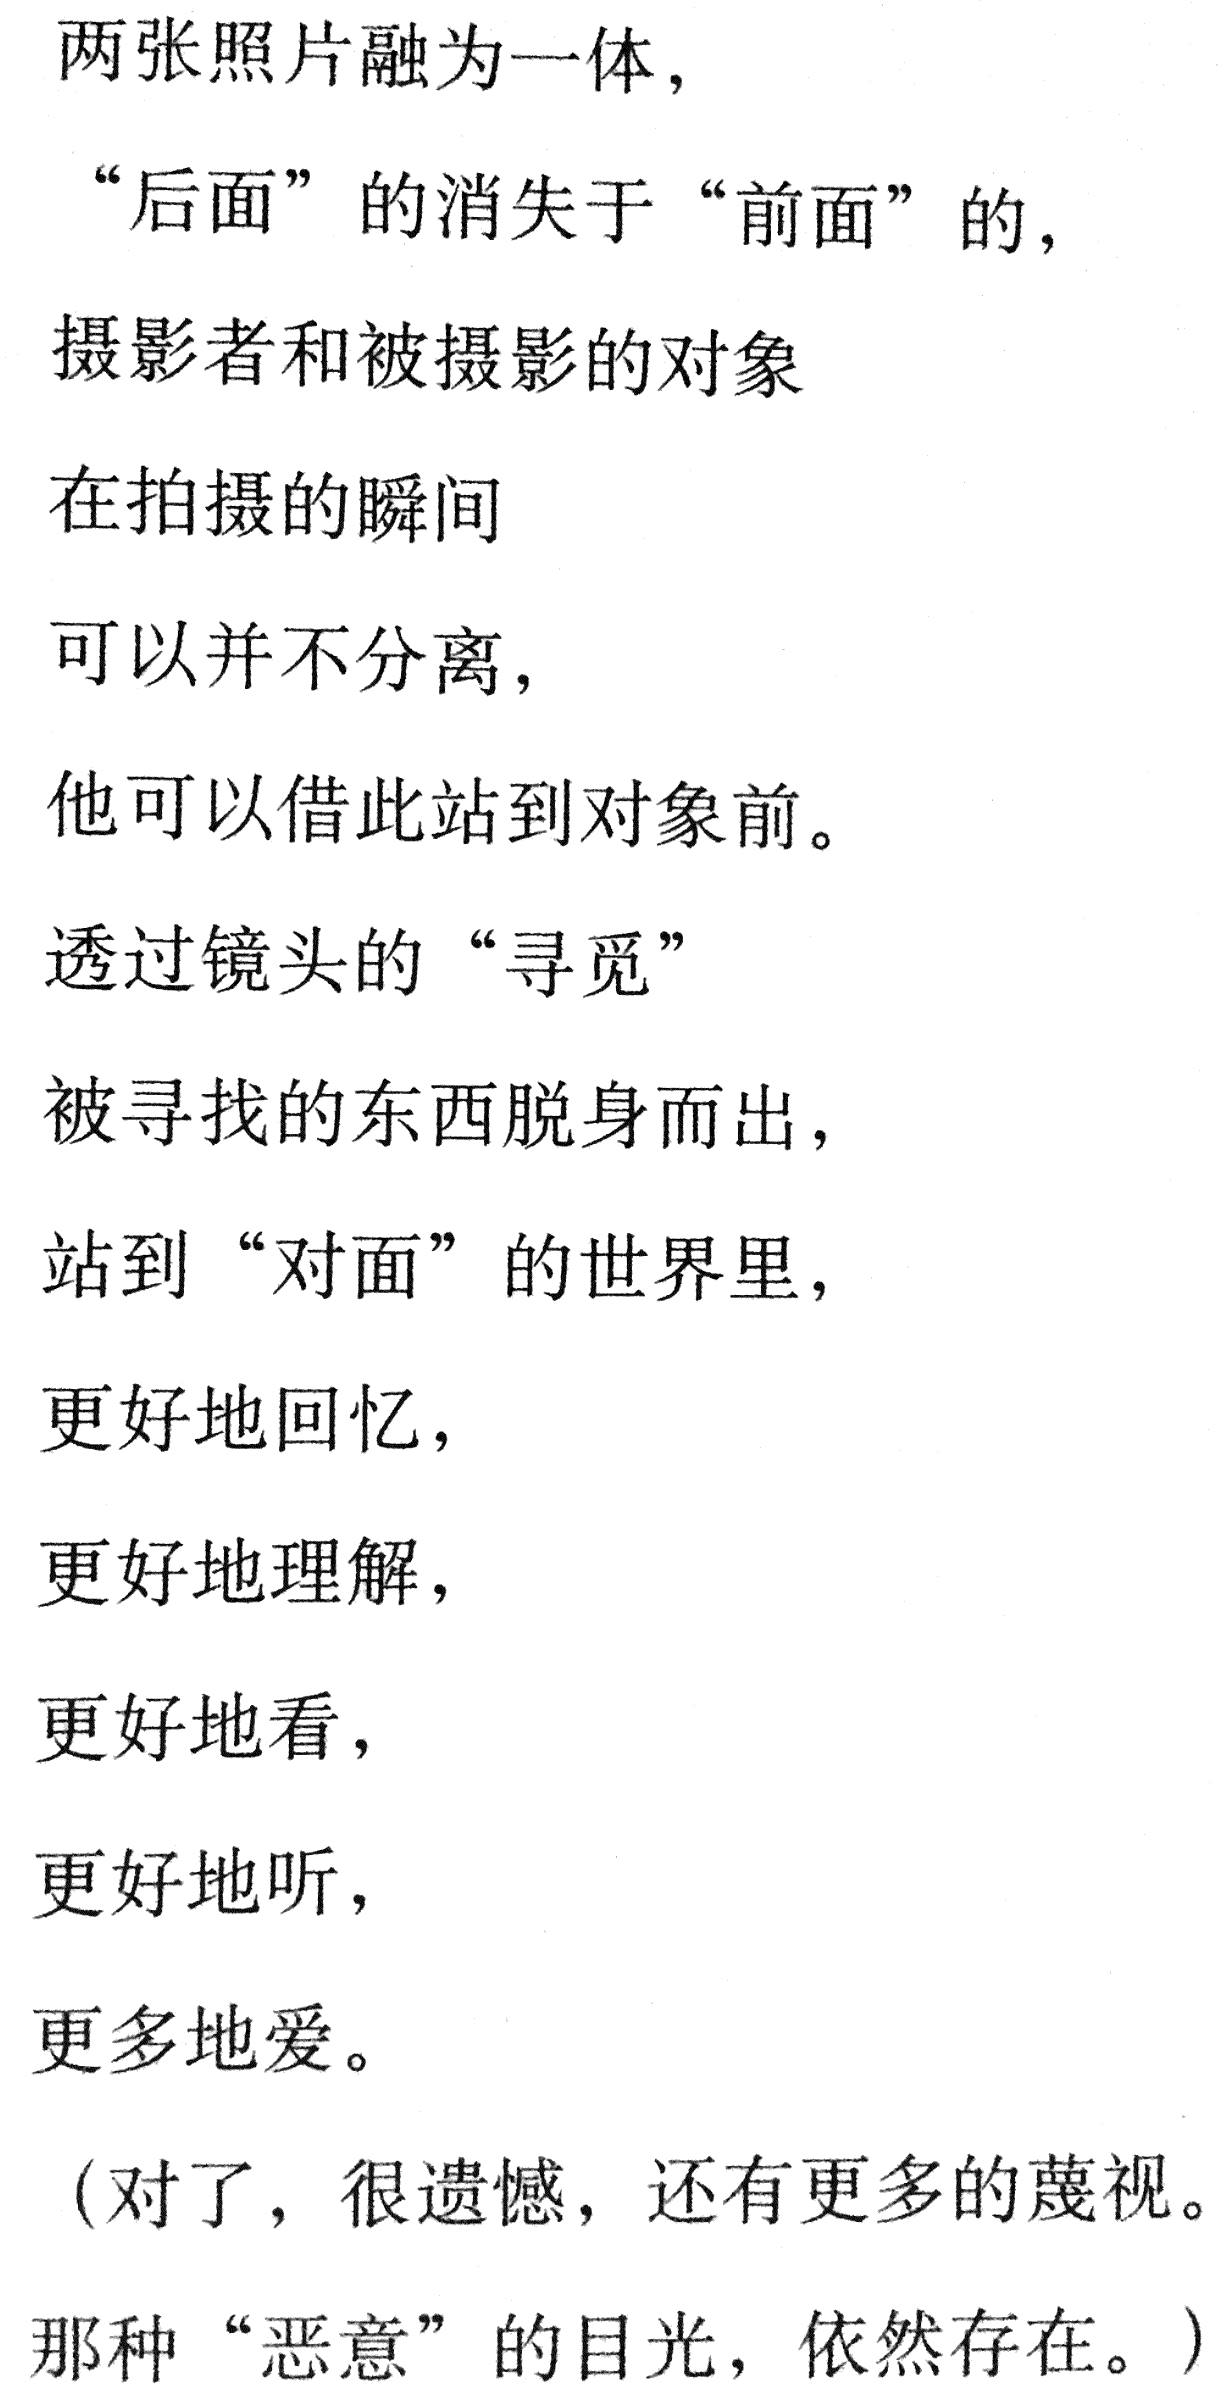 两张照片融为一体，
“后面”的消失于“前面”的，
摄影者和被摄影的对象
在拍摄的瞬间
可以并不分离，
他可以借此站到对象前。
透过镜头的“寻觅”
被寻找的东西脱身而出，
站到“对面”的世界里，
更好地回忆，
更好地理解，
更好地看，
更好地听，
更多地爱。
（对了，很遗憾，还有更多的蔑视。
那种“恶意”的目光，依然存在。）